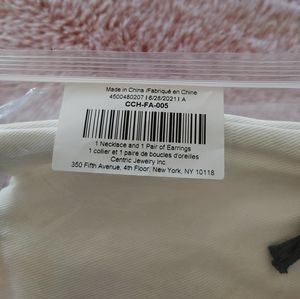 Made in China /Fabriqué en Chine
4500480207 | 6/28/2021 | A
CCH-FA-005
1 Necklace and 1 Pair of Earrings
1 collier et 1 paire de boucles d'oreilles
Centric Jewelry Inc.
350 Fifth Avenue, 4th Floor, New York, NY 10118